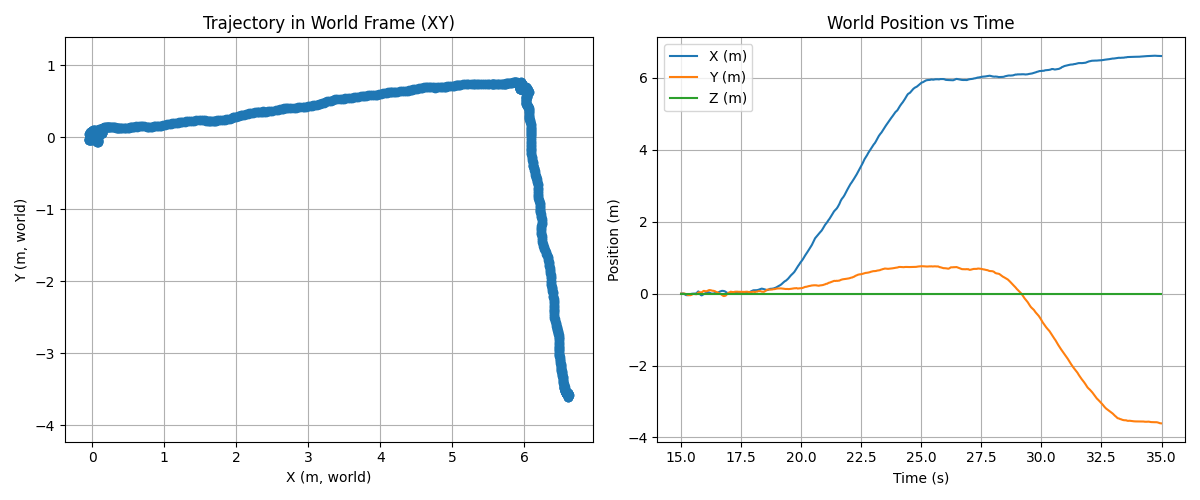 Trajectory in World Frame (XY)
Y (m, world)
1
0
−1
−2
−3
−4
0 1 2 3 4 5 6
X (m, world)
World Position vs Time
Position (m)
X (m)
Y (m)
Z (m)
6
4
2
0
−2
−4
15.0 17.5 20.0 22.5 25.0 27.5 30.0 32.5 35.0
Time (s)